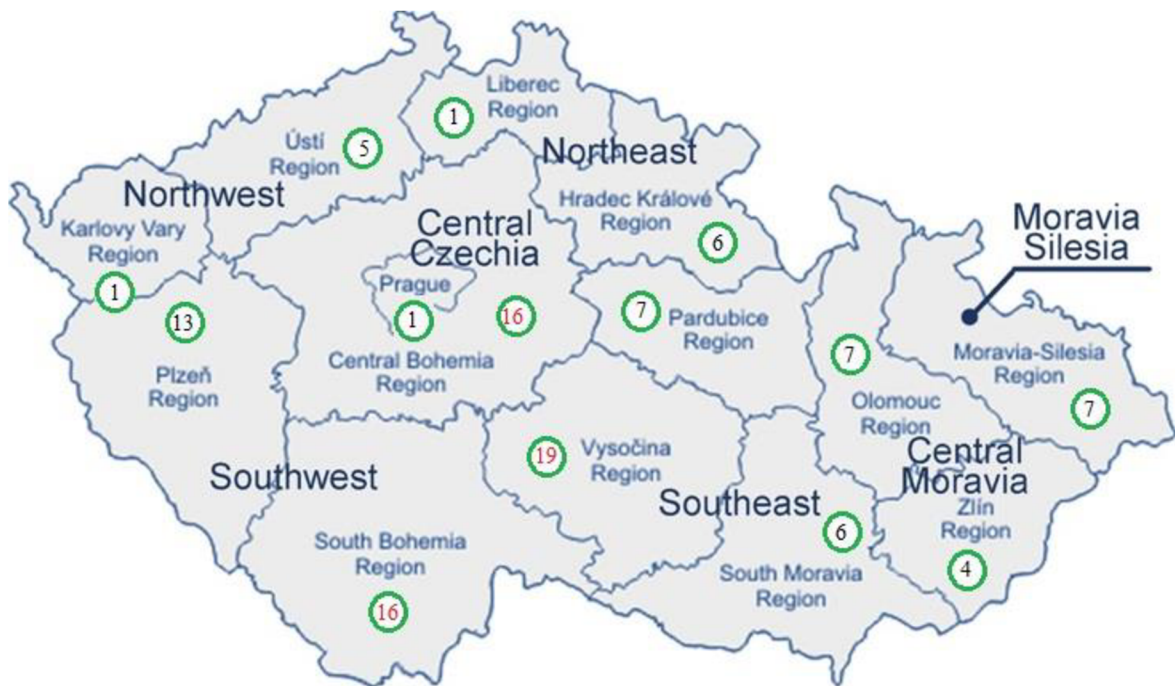 Liberec
Region
1
Ústí
Region
5
Northeast
Northwest
Hradec Králové
Region
6
Karlovy Vary
Region
1
Central
Czechia
Moravia
Silesia
Prague
1
16
13
7
Pardubice
Region
7
Moravia-Silesia
Region
7
Central Bohemia
Region
Plzeň
Region
Olomouc
Region
Central
Moravia
19
Vysočina
Region
Southwest
Southeast
Zlín
Region
4
6
South Bohemia
Region
16
South Moravia
Region